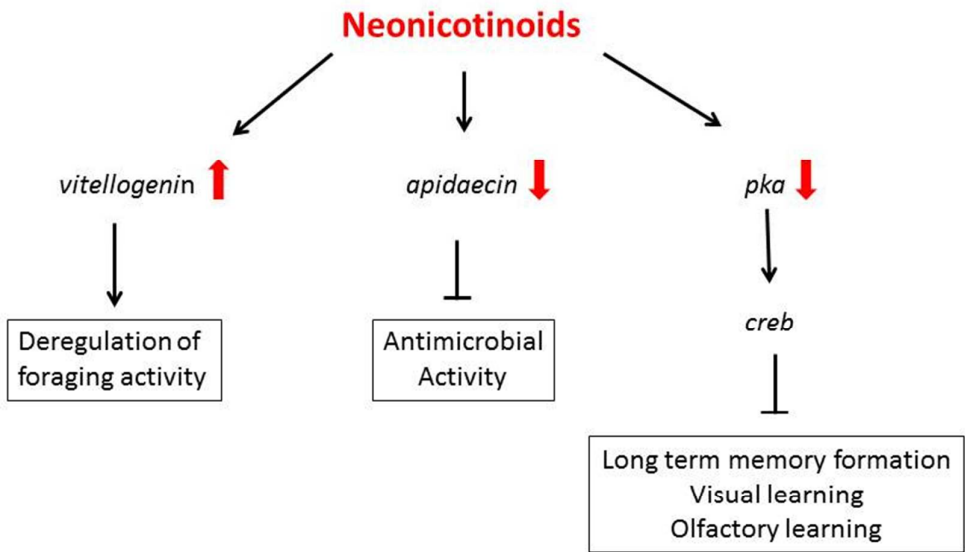 Neonicotinoids
vitellogenin
apidaecin
pka
Deregulation of
foraging activity
Antimicrobial
Activity
creb
Long term memory formation
Visual learning
Olfactory learning